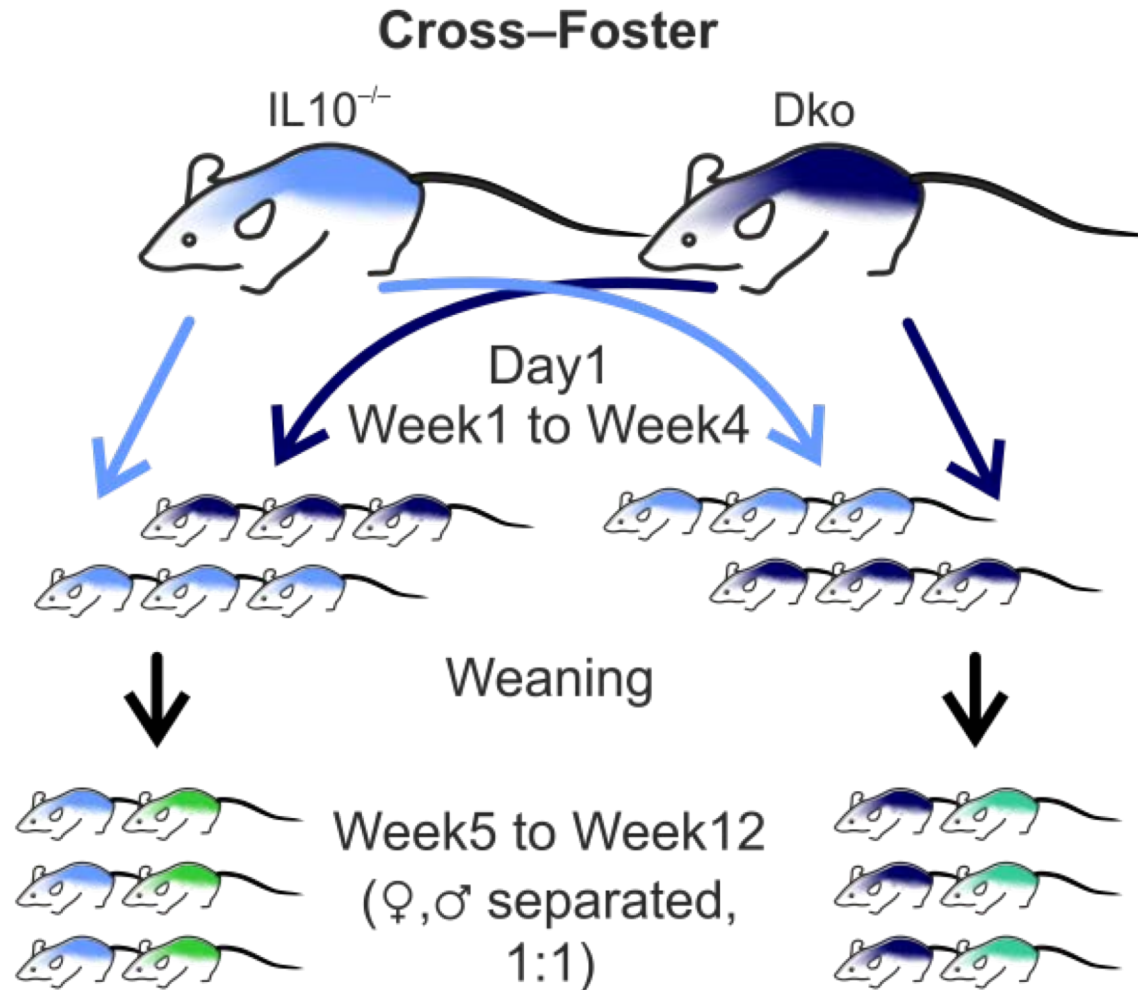 Cross–Foster
IL10⁻/⁻
Dko
Day1
Week1 to Week4
Weaning
Week5 to Week12
(♀,♂ separated,
1:1)